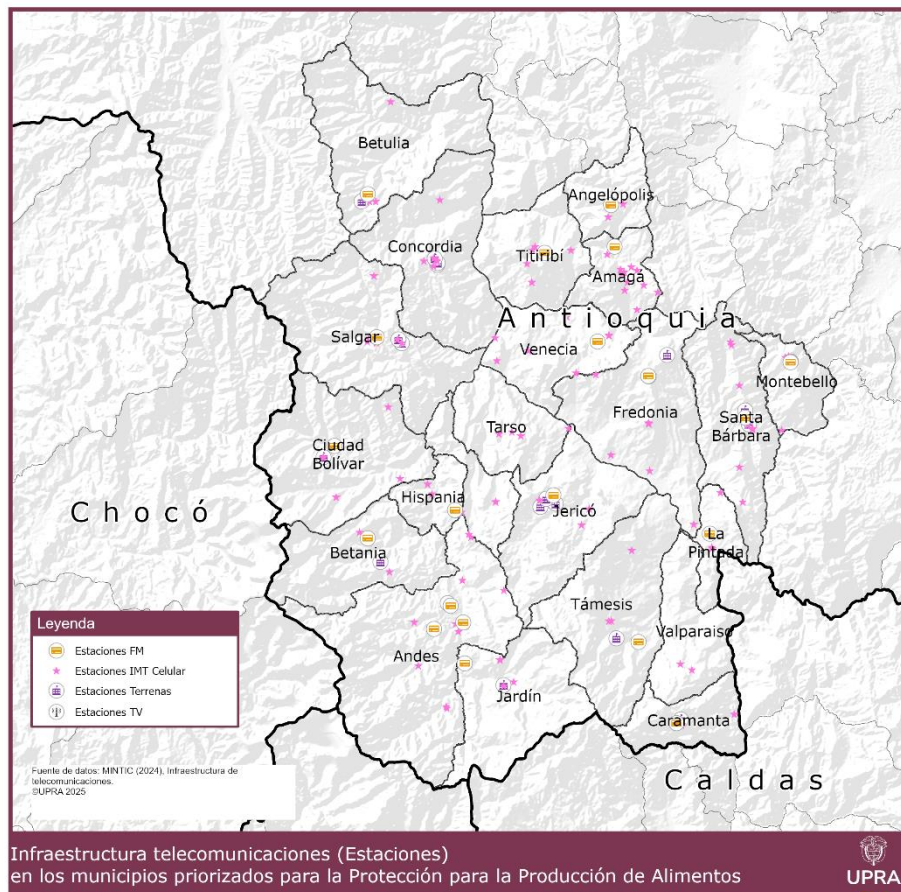 Betulia
Angelópolis
Concordia
Titiribí
Amagá
Antioquia
Salgar
Venecia
Montebello
Fredonia
Santa
Bárbara
Tarso
Ciudad
Bolívar
Hispania
Jericó
Chocó
La
Pintada
Betania
Támesis
Valparaiso
Andes
Jardín
Caramanta
Caldas
Leyenda
Estaciones FM
Estaciones IMT Celular
Estaciones Terrenas
Estaciones TV
Fuente de datos: MINTIC (2024), Infraestructura de
telecomunicaciones.
©UPRA 2025
Infraestructura telecomunicaciones (Estaciones)
en los municipios priorizados para la Protección para la Producción de Alimentos
UPRA